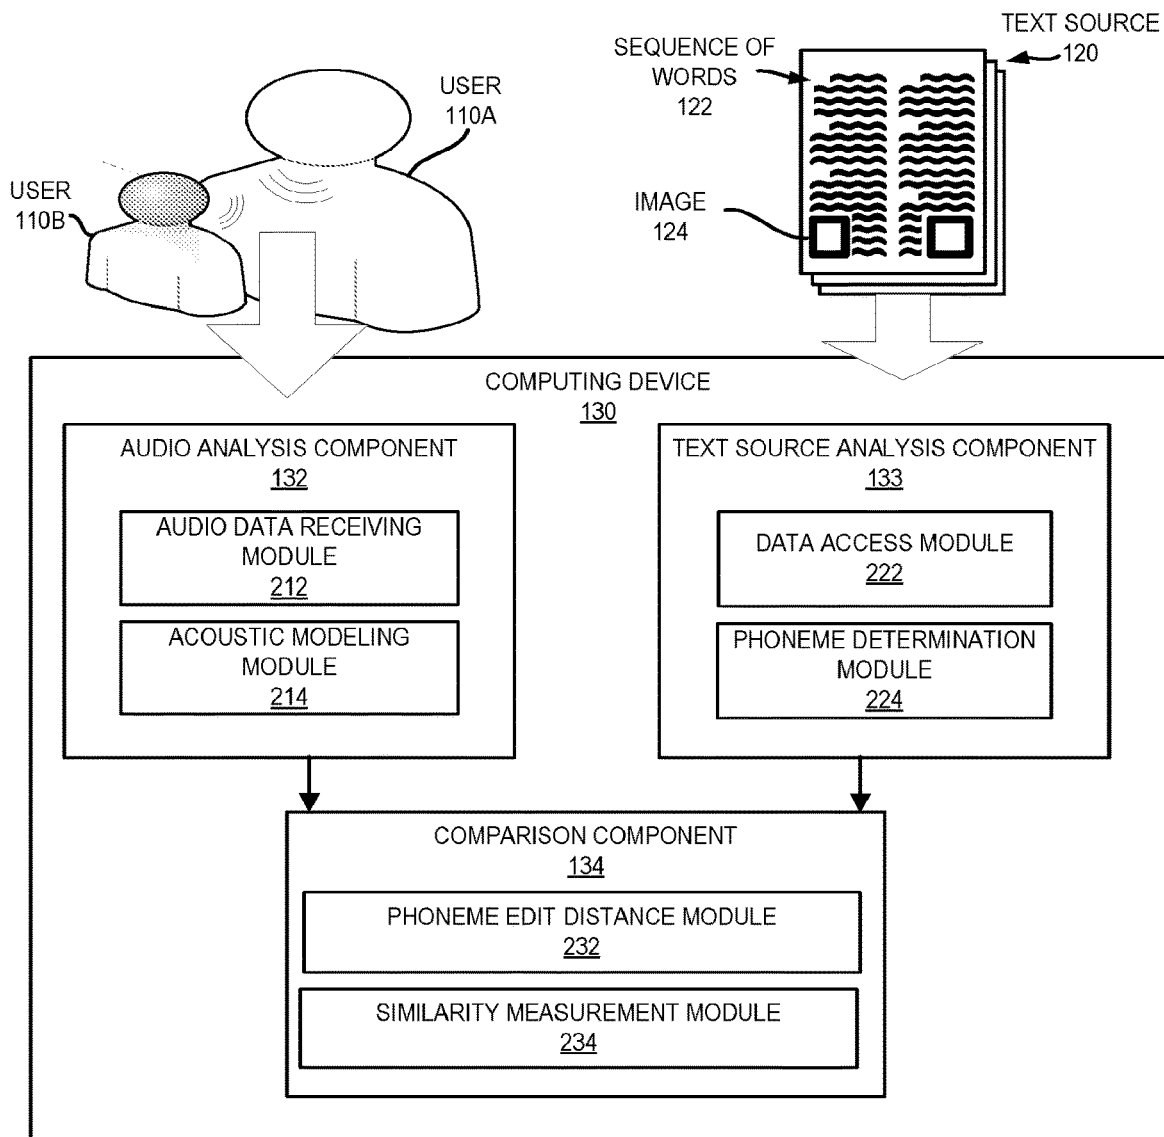 TEXT SOURCE
120
SEQUENCE OF
WORDS
122
USER
110A
USER
110B
IMAGE
124
COMPUTING DEVICE
130
AUDIO ANALYSIS COMPONENT
132
AUDIO DATA RECEIVING
MODULE
212
ACOUSTIC MODELING
MODULE
214
TEXT SOURCE ANALYSIS COMPONENT
133
DATA ACCESS MODULE
222
PHONEME DETERMINATION
MODULE
224
COMPARISON COMPONENT
134
PHONEME EDIT DISTANCE MODULE
232
SIMILARITY MEASUREMENT MODULE
234